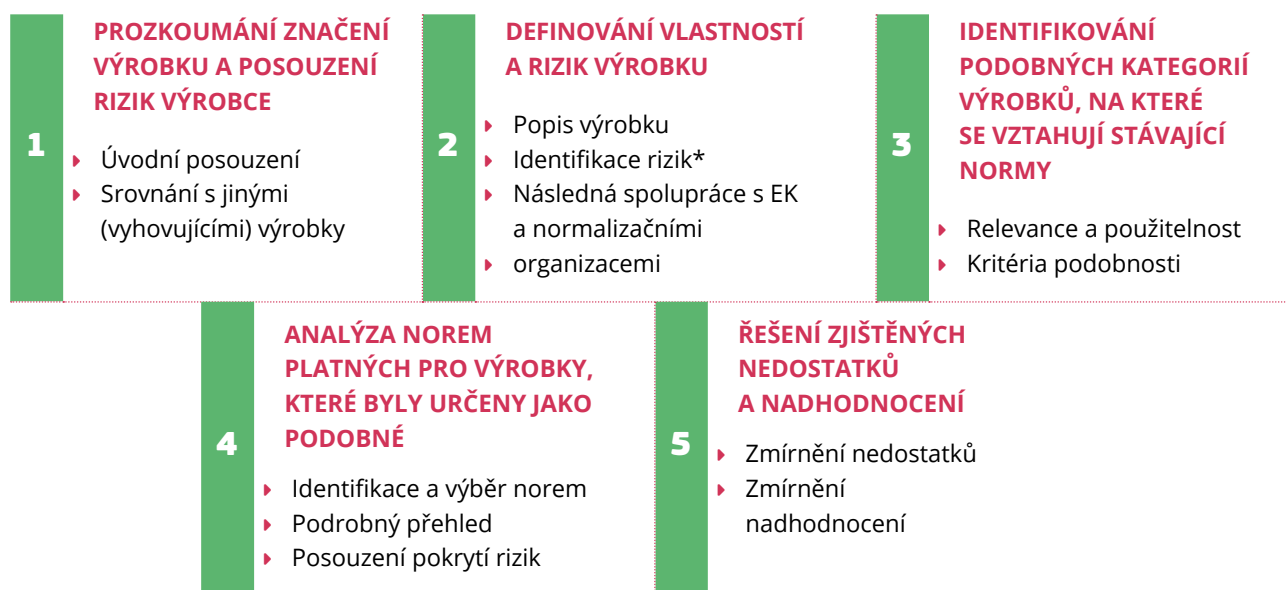 1
PROZKOUMÁNÍ ZNAČENÍ
VÝROBKU A POSOUZENÍ
RIZIK VÝROBCE
Úvodní posouzení
Srovnání s jinými
(vyhovujícími) výrobky
2
DEFINOVÁNÍ VLASTNOSTÍ
A RIZIK VÝROBKU
Popis výrobku
Identifikace rizik*
Následná spolupráce s EK
a normalizačními
organizacemi
3
IDENTIFIKOVÁNÍ
PODOBNÝCH KATEGORIÍ
VÝROBKŮ, NA KTERÉ
SE VZTAHUJÍ STÁVAJÍCÍ
NORMY
Relevance a použitelnost
Kritéria podobnosti
4
ANALÝZA NOREM
PLATNÝCH PRO VÝROBKY,
KTERÉ BYLY URČENY JAKO
PODOBNÉ
Identifikace a výběr norem
Podrobný přehled
Posouzení pokrytí rizik
5
ŘEŠENÍ ZJIŠTĚNÝCH
NEDOSTATKŮ
A NADHODNOCENÍ
Zmírnění nedostatků
Zmírnění
nadhodnocení